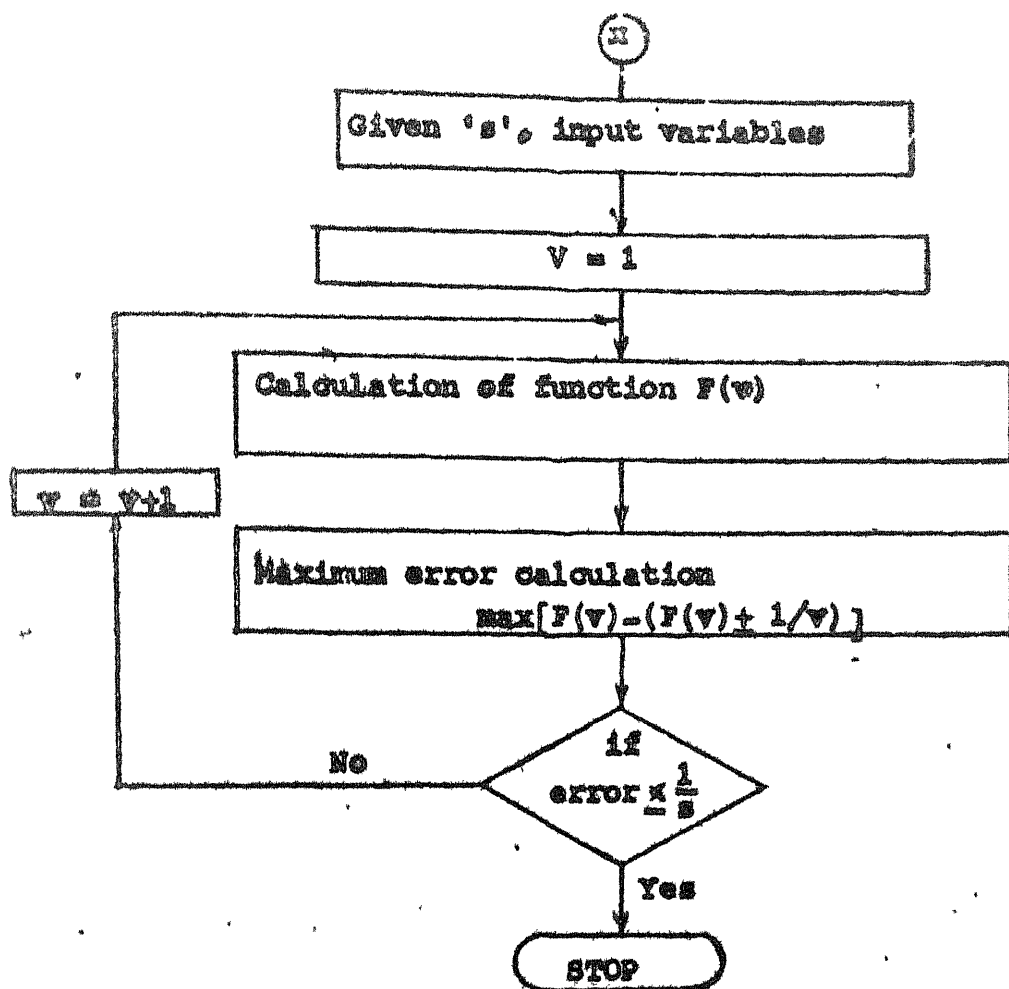 x
Given 's', input variables
V = 1
Calculation of function F(v)
v = v+1
Maximum error calculation
max[F(v)-(F(v)± 1/v)]
if
No
error ≤ 1/s
Yes
STOP